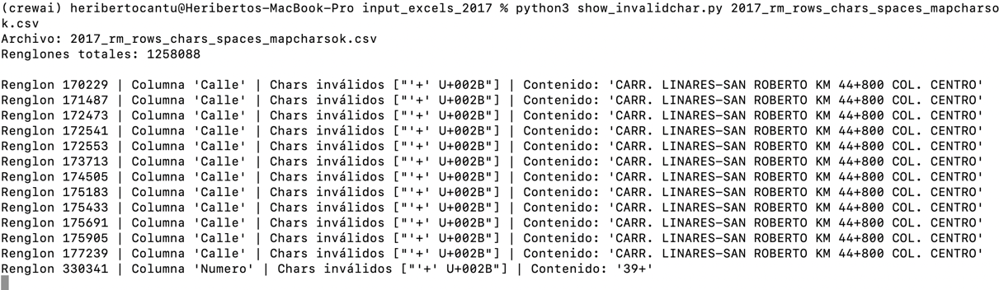 (crewai) heribertocantu@Heribertos-MacBook-Pro input_excels_2017 % python3 show_invalidchar.py 2017_rm_rows_chars_spaces_mapcharso
k.csv
Archivo: 2017_rm_rows_chars_spaces_mapcharsok.csv
Renglones totales: 1258088
Renglon 170229 | Columna 'Calle' | Chars inválidos ["'+' U+002B"] | Contenido: 'CARR. LINARES-SAN ROBERTO KM 44+800 COL. CENTRO'
Renglon 171487 | Columna 'Calle' | Chars inválidos ["'+' U+002B"] | Contenido: 'CARR. LINARES-SAN ROBERTO KM 44+800 COL. CENTRO'
Renglon 172473 | Columna 'Calle' | Chars inválidos ["'+' U+002B"] | Contenido: 'CARR. LINARES-SAN ROBERTO KM 44+800 COL. CENTRO'
Renglon 172541 | Columna 'Calle' | Chars inválidos ["'+' U+002B"] | Contenido: 'CARR. LINARES-SAN ROBERTO KM 44+800 COL. CENTRO'
Renglon 172553 | Columna 'Calle' | Chars inválidos ["'+' U+002B"] | Contenido: 'CARR. LINARES-SAN ROBERTO KM 44+800 COL. CENTRO'
Renglon 173713 | Columna 'Calle' | Chars inválidos ["'+' U+002B"] | Contenido: 'CARR. LINARES-SAN ROBERTO KM 44+800 COL. CENTRO'
Renglon 174505 | Columna 'Calle' | Chars inválidos ["'+' U+002B"] | Contenido: 'CARR. LINARES-SAN ROBERTO KM 44+800 COL. CENTRO'
Renglon 175183 | Columna 'Calle' | Chars inválidos ["'+' U+002B"] | Contenido: 'CARR. LINARES-SAN ROBERTO KM 44+800 COL. CENTRO'
Renglon 175433 | Columna 'Calle' | Chars inválidos ["'+' U+002B"] | Contenido: 'CARR. LINARES-SAN ROBERTO KM 44+800 COL. CENTRO'
Renglon 175691 | Columna 'Calle' | Chars inválidos ["'+' U+002B"] | Contenido: 'CARR. LINARES-SAN ROBERTO KM 44+800 COL. CENTRO'
Renglon 175905 | Columna 'Calle' | Chars inválidos ["'+' U+002B"] | Contenido: 'CARR. LINARES-SAN ROBERTO KM 44+800 COL. CENTRO'
Renglon 177239 | Columna 'Calle' | Chars inválidos ["'+' U+002B"] | Contenido: 'CARR. LINARES-SAN ROBERTO KM 44+800 COL. CENTRO'
Renglon 330341 | Columna 'Numero' | Chars inválidos ["'+' U+002B"] | Contenido: '39+'